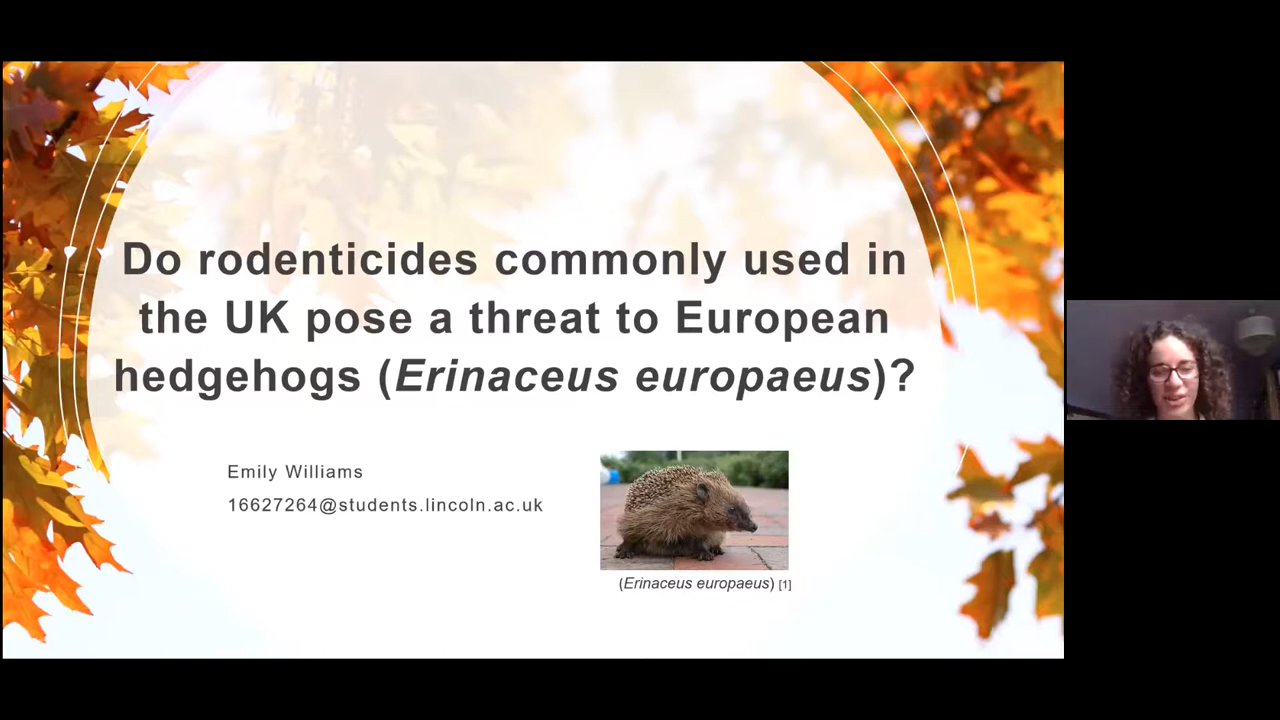 Do rodenticides commonly used in
the UK pose a threat to European
hedgehogs (Erinaceus europaeus)?
Emily Williams
16627264@students.lincoln.ac.uk
(Erinaceus europaeus) [1]